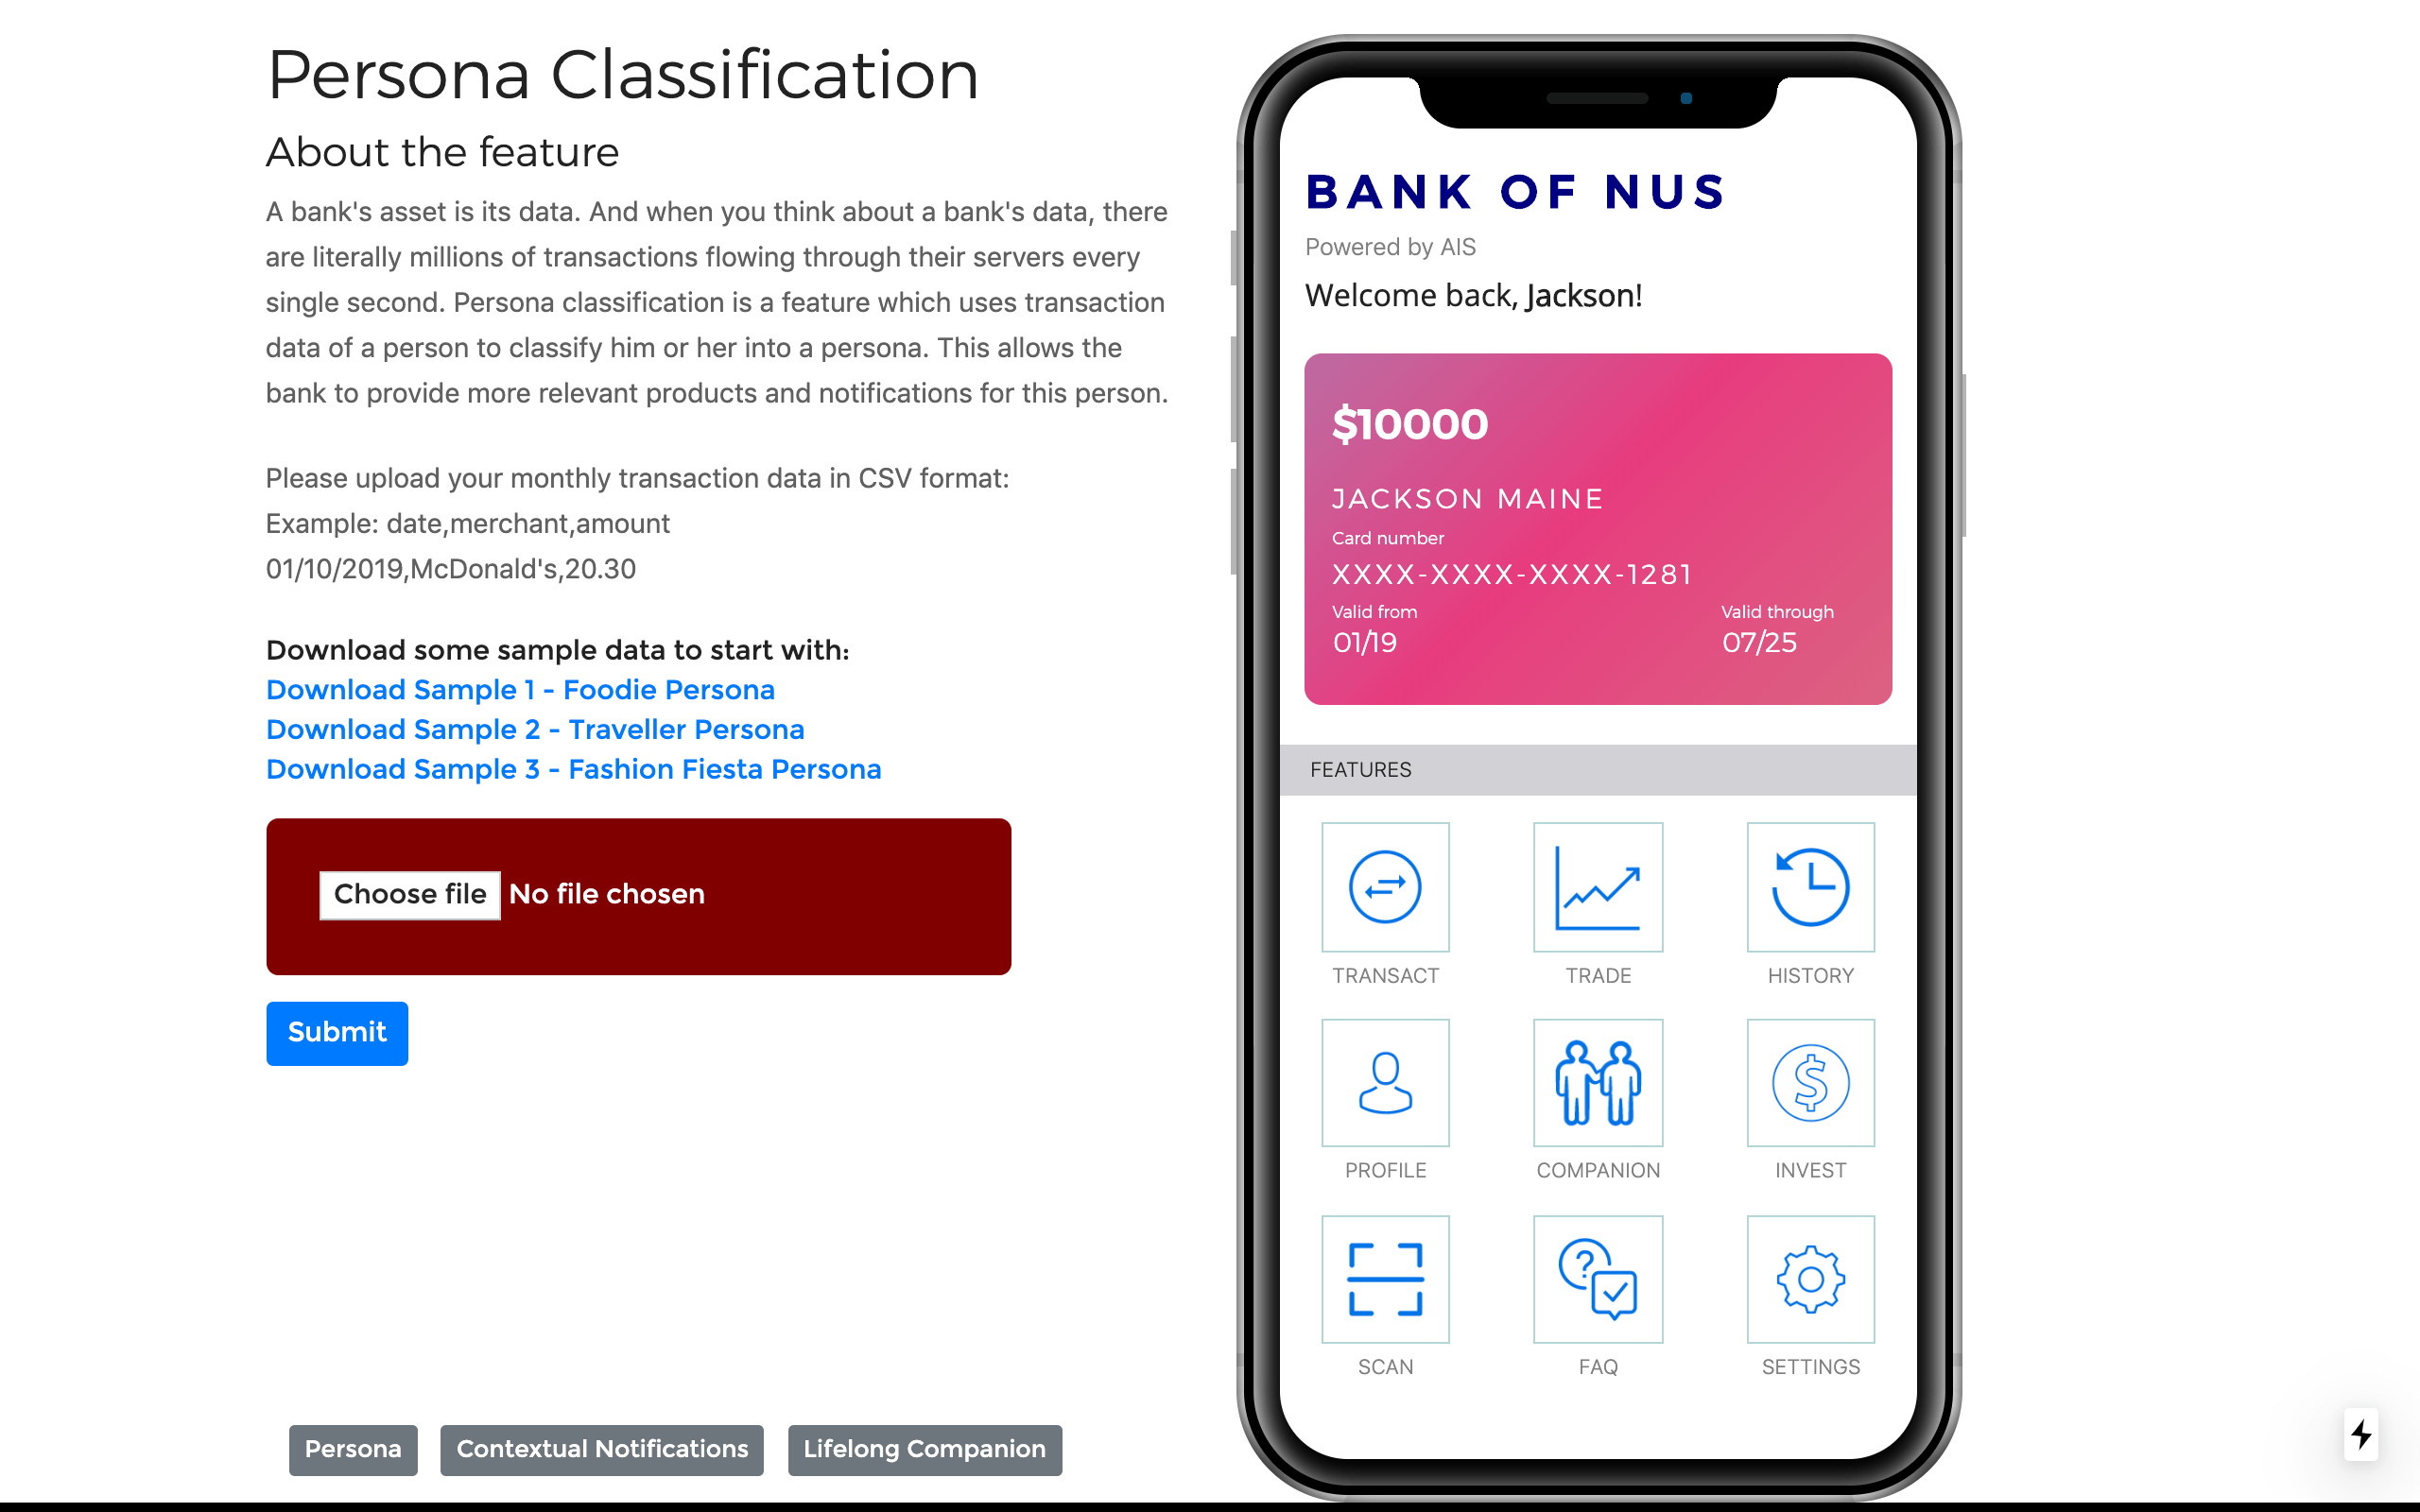 Persona Classification
About the feature
A bank's asset is its data. And when you think about a bank's data, there
are literally millions of transactions flowing through their servers every
single second. Persona classification is a feature which uses transaction
data of a person to classify him or her into a persona. This allows the
bank to provide more relevant products and notifications for this person.
Please upload your monthly transaction data in CSV format:
Example: date,merchant,amount
01/10/2019,McDonald's,20.30
Download some sample data to start with:
Download Sample 1 - Foodie Persona
Download Sample 2 - Traveller Persona
Download Sample 3 - Fashion Fiesta Persona
Choose file No file chosen
Submit
Persona Contextual Notifications Lifelong Companion
BANK OF NUS
Powered by AIS
Welcome back, Jackson!
$10000
JACKSON MAINE
Card number
XXXX-XXXX-XXXX-1281
Valid from Valid through
01/19 07/25
FEATURES
TRANSACT TRADE HISTORY
PROFILE COMPANION INVEST
SCAN FAQ SETTINGS